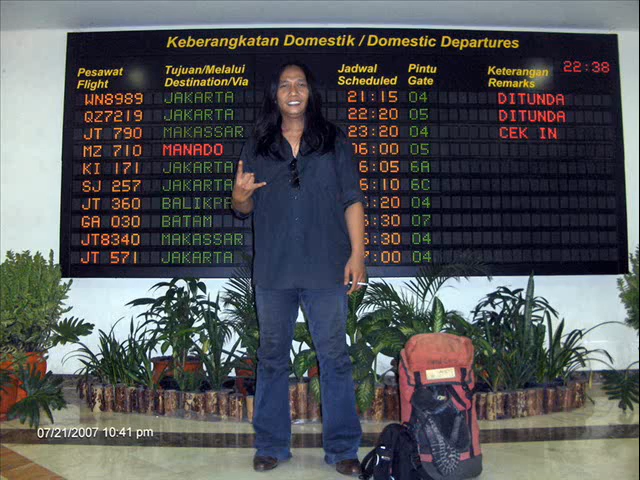 Keberangkatan Domestik / Domestic Departures
Pesawat Tujuan/Melalui Jadwal Pintu Keterangan 22:38
Flight Destination/Via Scheduled Gate Remarks
WN8989 JAKARTA 21:15 04 DITUNDA
QZ7219 JAKARTA 22:20 05 DITUNDA
JT 790 MAKASSAR 23:20 04 CEK IN
MZ 710 MANADO 06:00 05
KI 171 JAKARTA 6A
SJ 257 JAKARTA 6C
JT 360 04
GA 030 BATAM 07
JT8340 MAKASSAR 04
JT 571 JAKARTA 04
07/21/2007 10:41 pm